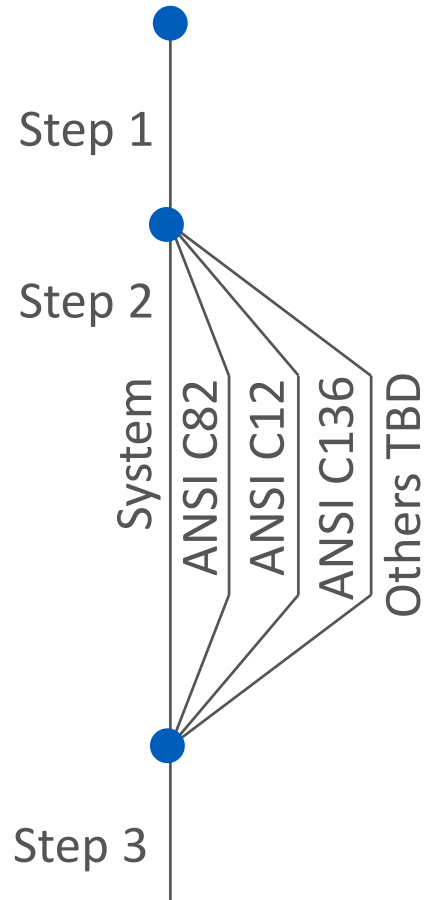 Step 1
Step 2
System
ANSI C82
ANSI C12
ANSI C136
Others TBD
Step 3